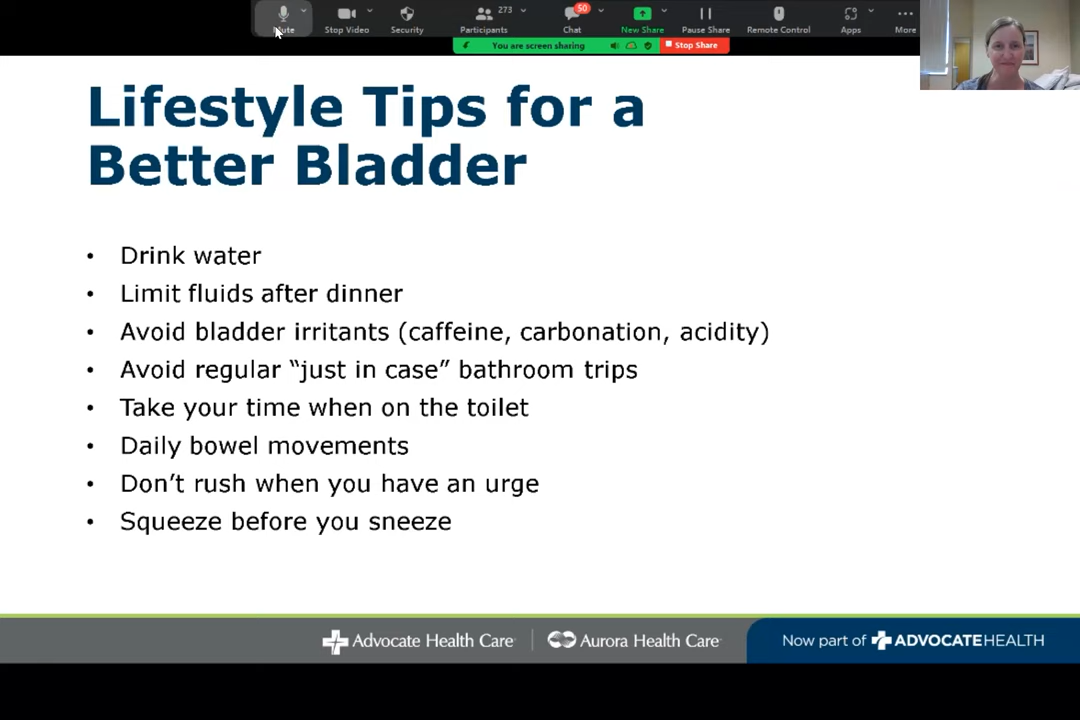 50
273
Mute
Stop Video
Security
Participants
Chat
New Share
Pause Share
Remote Control
Apps
More
You are screen sharing
Stop Share
Lifestyle Tips for a
Better Bladder
• Drink water
• Limit fluids after dinner
• Avoid bladder irritants (caffeine, carbonation, acidity)
• Avoid regular “just in case” bathroom trips
• Take your time when on the toilet
• Daily bowel movements
• Don’t rush when you have an urge
• Squeeze before you sneeze
Advocate Health Care
Aurora Health Care
Now part of ADVOCATEHEALTH